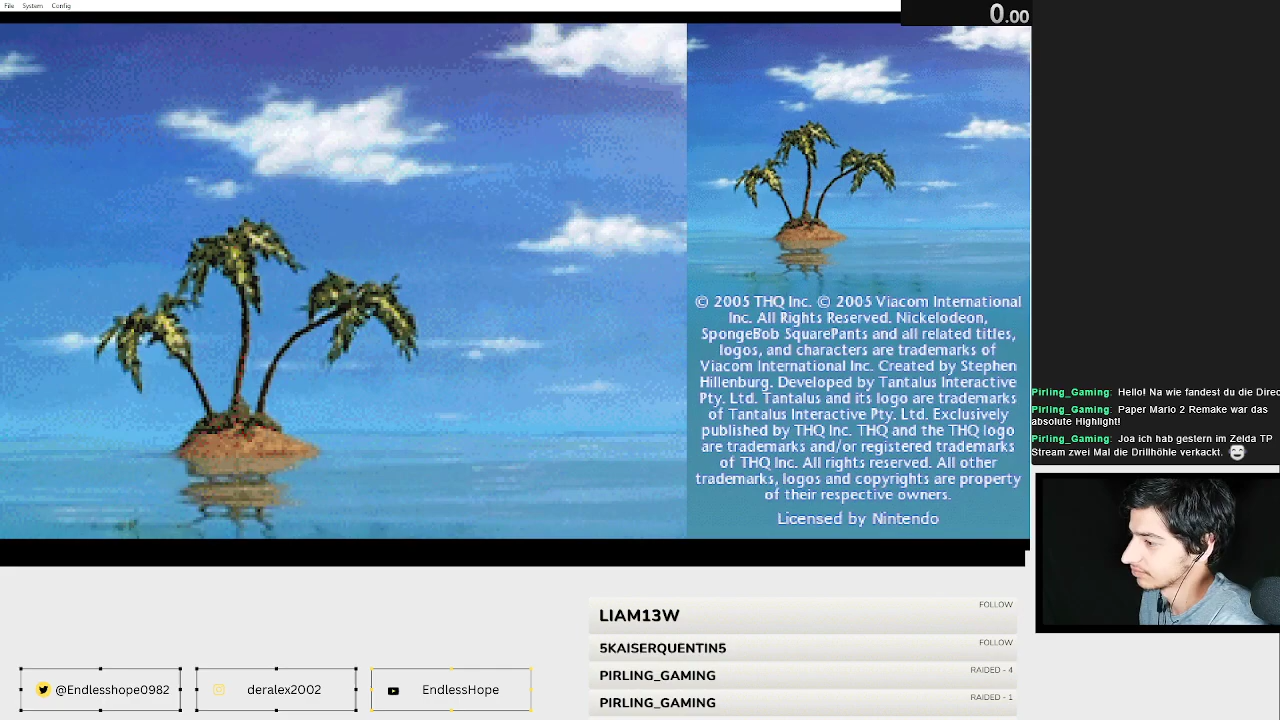 File System Config
0.00
© 2005 THQ Inc. © 2005 Viacom International
Inc. All Rights Reserved. Nickelodeon,
SpongeBob SquarePants and all related titles,
logos, and characters are trademarks of
Viacom International Inc. Created by Stephen
Hillenburg. Developed by Tantalus Interactive
Pty. Ltd. Tantalus and its logo are trademarks
of Tantalus Interactive Pty. Ltd. Exclusively
published by THQ Inc. THQ and the THQ logo
are trademarks and/or registered trademarks
of THQ Inc. All rights reserved. All other
trademarks, logos and copyrights are property
of their respective owners.
Licensed by Nintendo
Pirling_Gaming: Hello! Na wie fandest du die Direc
Pirling_Gaming: Paper Mario 2 Remake war das
absolute Highlight!
Pirling_Gaming: Joa ich hab gestern im Zelda TP
Stream zwei Mal die Drillhöhle verkackt.
LIAM13W FOLLOW
5KAISERQUENTIN5 FOLLOW
PIRLING_GAMING RAIDED - 4
PIRLING_GAMING RAIDED - 1
@Endlesshope0982
deralex2002
EndlessHope